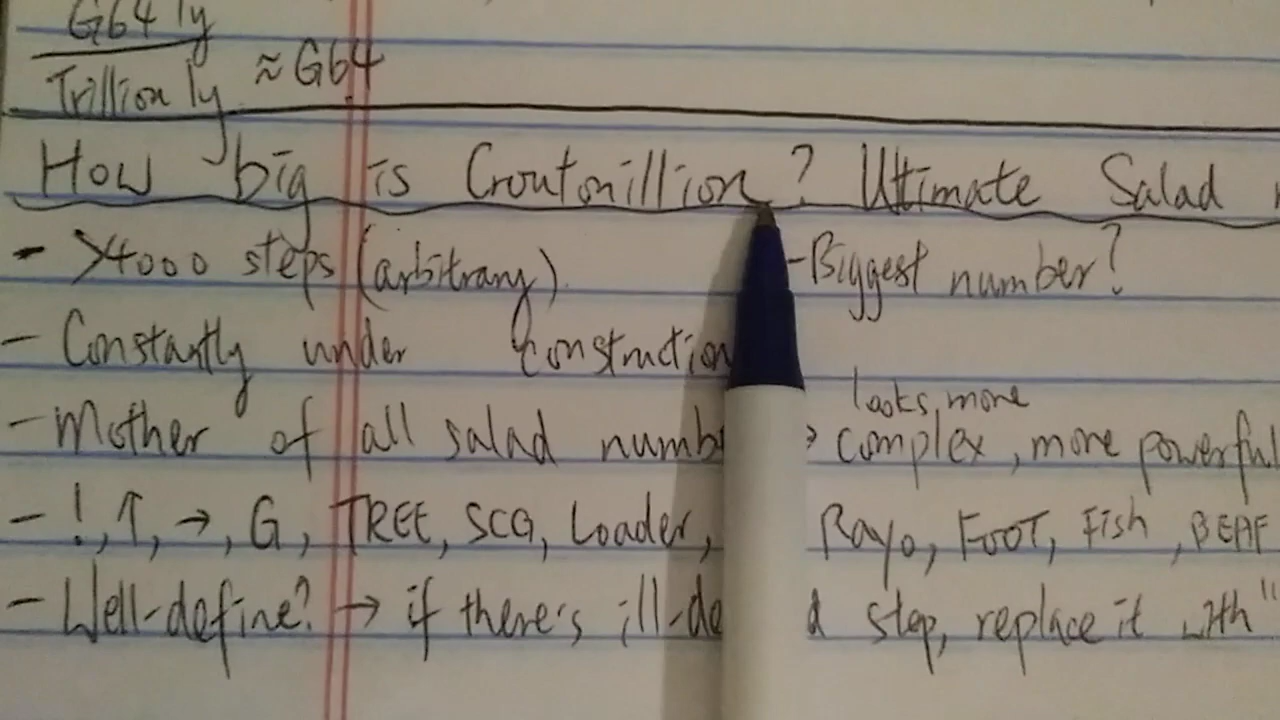 G64 ly
Trillion ly ≈ G64
How big is Croutonillion? Ultimate Salad
- >4000 steps (arbitrary) - Biggest number?
- Constantly under construction
looks more
- Mother of all salad numb complex, more powerful
- !, ↑, →, G, TREE, SCG, Loader, Rayo, FOOT, Fish, BEAF
- Well-define? → if there's ill-de d step, replace it with "